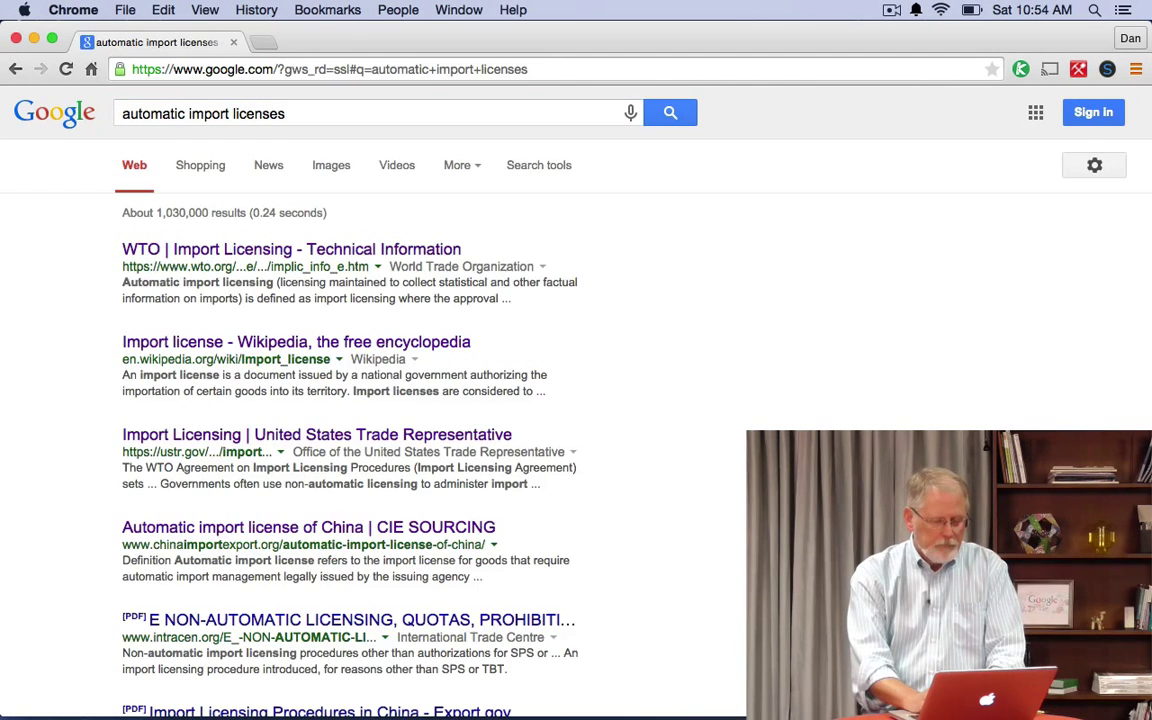 Chrome File Edit View History Bookmarks People Window Help Sat 10:54 AM
automatic import licenses Dan
https://www.google.com/?gws_rd=ssl#q=automatic+import+licenses
Google automatic import licenses Sign in
Web Shopping News Images Videos More Search tools
About 1,030,000 results (0.24 seconds)
WTO | Import Licensing - Technical Information
https://www.wto.org/...e/.../implic_info_e.htm World Trade Organization
Automatic import licensing (licensing maintained to collect statistical and other factual
information on imports) is defined as import licensing where the approval ...
Import license - Wikipedia, the free encyclopedia
en.wikipedia.org/wiki/Import_license Wikipedia
An import license is a document issued by a national government authorizing the
importation of certain goods into its territory. Import licenses are considered to ...
Import Licensing | United States Trade Representative
https://ustr.gov/.../import... Office of the United States Trade Representative
The WTO Agreement on Import Licensing Procedures (Import Licensing Agreement)
sets ... Governments often use non-automatic licensing to administer import ...
Automatic import license of China | CIE SOURCING
www.chinaimportexport.org/automatic-import-license-of-china/
Definition Automatic import license refers to the import license for goods that require
automatic import management legally issued by the issuing agency ...
[PDF] E NON-AUTOMATIC LICENSING, QUOTAS, PROHIBITI...
www.intracen.org/E_-NON-AUTOMATIC-LI... International Trade Centre
Non-automatic import licensing procedures other than authorizations for SPS or ... An
import licensing procedure introduced, for reasons other than SPS or TBT.
[PDF] Import Licensing Procedures in China - Export.gov
Google